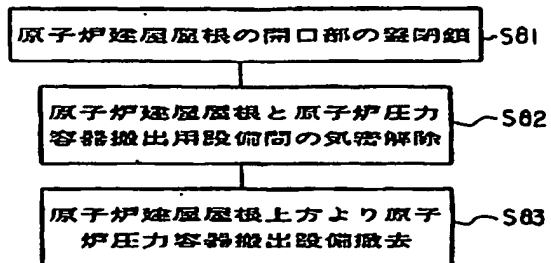 原子炉建屋屋根の開口部の蓋閉鎖
S81
原子炉建屋屋根と原子炉圧力
容器搬出用設備間の気密解除
S82
原子炉建屋屋根上方より原子
炉圧力容器搬出設備撤去
S83